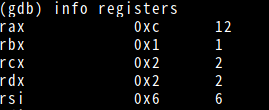 (gdb) info registers
rax 0xc 12
rbx 0x1 1
rcx 0x2 2
rdx 0x2 2
rsi 0x6 6